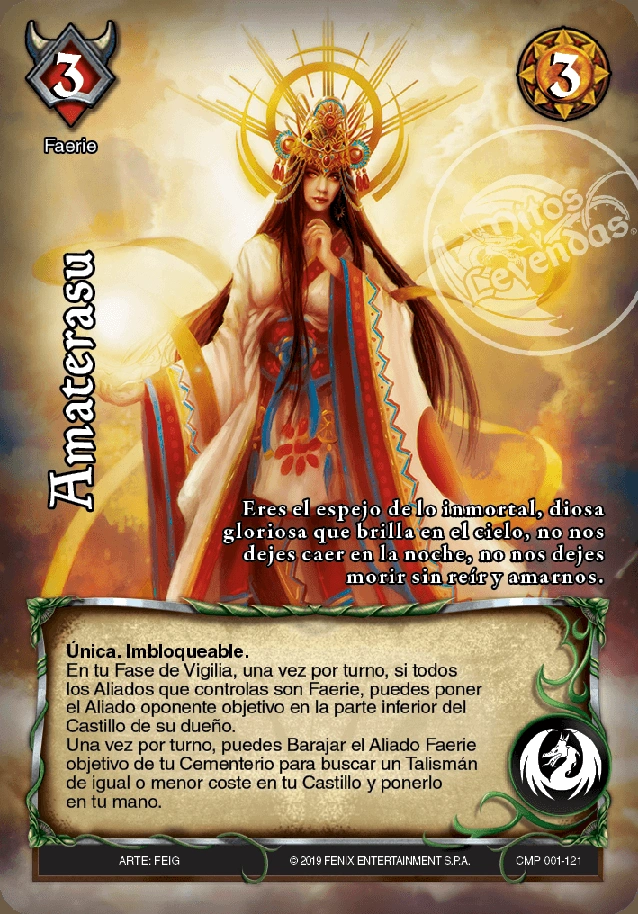 3
3
Faerie
Mitos
y
Leyendas
Amaterasu
Eres el espejo de lo inmortal, diosa
gloriosa que brilla en el cielo, no nos
dejes caer en la noche, no nos dejes
morir sin reír y amarnos.
Única. Imbloqueable.
En tu Fase de Vigilia, una vez por turno, si todos
los Aliados que controlas son Faerie, puedes poner
el Aliado oponente objetivo en la parte inferior del
Castillo de su dueño.
Una vez por turno, puedes Barajar el Aliado Faerie
objetivo de tu Cementerio para buscar un Talismán
de igual o menor coste en tu Castillo y ponerlo
en tu mano.
ARTE: FEIG © 2019 FENIX ENTERTAINMENT S.P.A. CMP 001-121